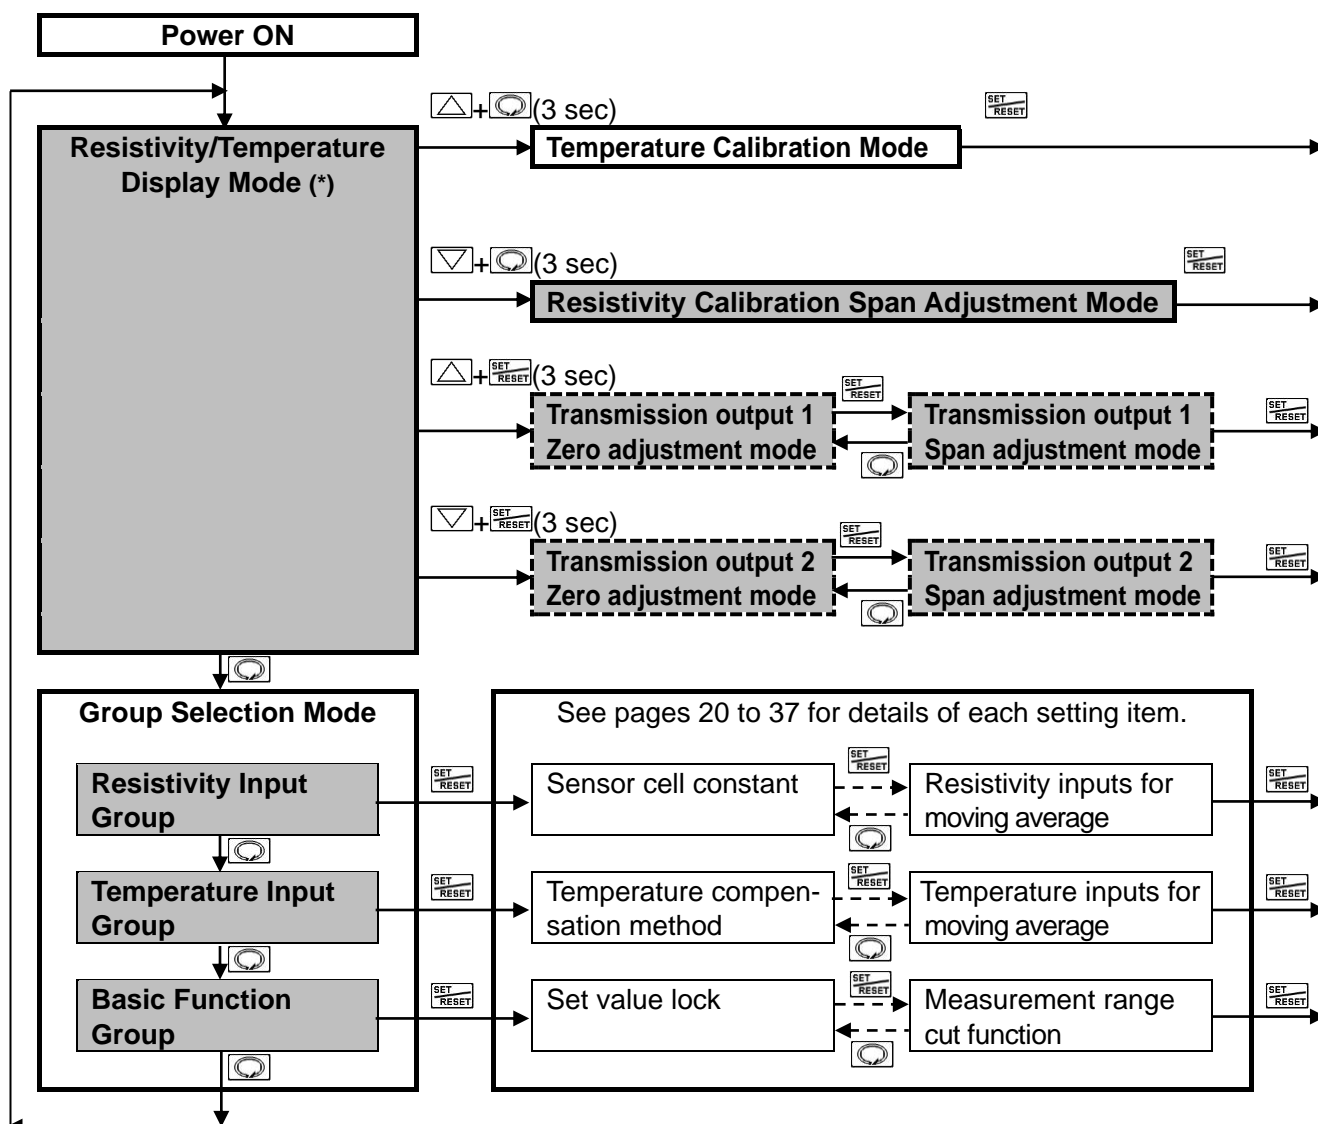 Power ON
+ (3 sec)
SET RESET
Resistivity/Temperature
Display Mode (*)
Temperature Calibration Mode
+ (3 sec)
SET RESET
Resistivity Calibration Span Adjustment Mode
+ SET RESET (3 sec)
SET RESET
Transmission output 1
Zero adjustment mode
Transmission output 1
Span adjustment mode
SET RESET
+ SET RESET (3 sec)
SET RESET
Transmission output 2
Zero adjustment mode
Transmission output 2
Span adjustment mode
SET RESET
Group Selection Mode
See pages 20 to 37 for details of each setting item.
Resistivity Input
Group
SET RESET
Sensor cell constant
SET RESET
Resistivity inputs for
moving average
SET RESET
Temperature Input
Group
SET RESET
Temperature compen-
sation method
SET RESET
Temperature inputs for
moving average
SET RESET
Basic Function
Group
SET RESET
Set value lock
SET RESET
Measurement range
cut function
SET RESET